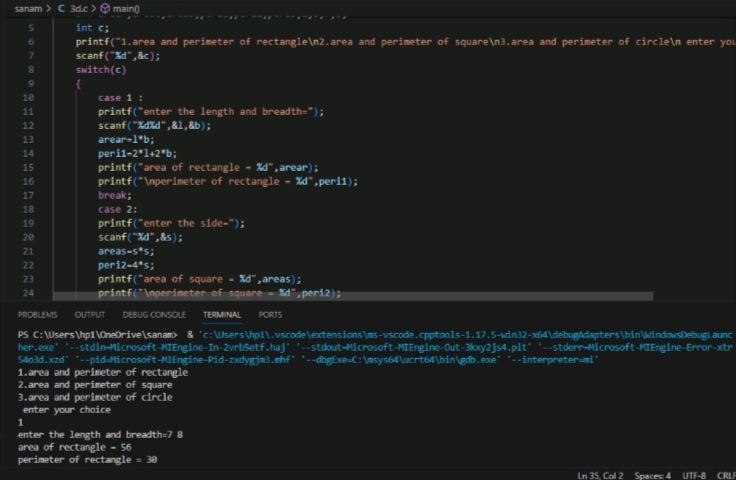 sanam > C 3d.c > main()
5 int c;
6 printf("1.area and perimeter of rectangle\n2.area and perimeter of square\n3.area and perimeter of circle\n enter you
7 scanf("%d",&c);
8 switch(c)
9 {
10 case 1 :
11 printf("enter the length and breadth=");
12 scanf("%d%d",&l,&b);
13 arear=l*b;
14 peri1=2*l+2*b;
15 printf("area of rectangle = %d",arear);
16 printf("\nperimeter of rectangle = %d",peri1);
17 break;
18 case 2:
19 printf("enter the side=");
20 scanf("%d",&s);
21 areas=s*s;
22 peri2=4*s;
23 printf("area of square = %d",areas);
24 printf("\nperimeter of square = %d",peri2);
PROBLEMS OUTPUT DEBUG CONSOLE TERMINAL PORTS
PS C:\Users\hp1\OneDrive\sanam> & 'c:\Users\hp1\.vscode\extensions\ms-vscode.cpptools-1.17.5-win32-x64\debugAdapters\bin\WindowsDebugLaunc
her.exe' '--stdin=Microsoft-MIEngine-In-2vrb5etf.haj' '--stdout=Microsoft-MIEngine-Out-3kxy2js4.plt' '--stderr=Microsoft-MIEngine-Error-xtr
54o3d.xzd' '--pid=Microsoft-MIEngine-Pid-zxdygjm3.mhf' '--dbgExe=C:\msys64\ucrt64\bin\gdb.exe' '--interpreter=mi'
1.area and perimeter of rectangle
2.area and perimeter of square
3.area and perimeter of circle
enter your choice
1
enter the length and breadth=7 8
area of rectangle = 56
perimeter of rectangle = 30
Ln 35, Col 2 Spaces: 4 UTF-8 CRLF